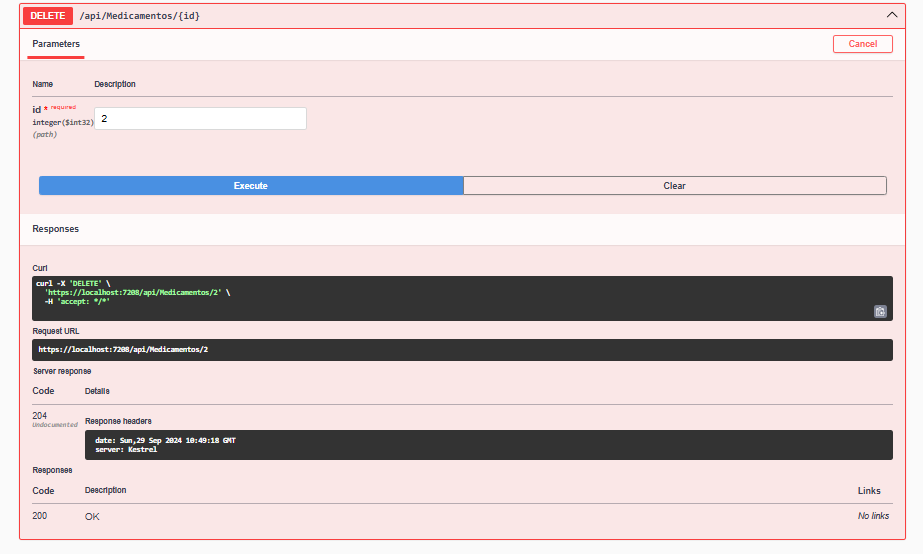 DELETE /api/Medicamentos/{id}
Parameters
Cancel
Name Description
id * required
integer($int32)
(path)
2
Execute Clear
Responses
Curl
curl -X 'DELETE' \
'https://localhost:7208/api/Medicamentos/2' \
-H 'accept: */*'
Request URL
https://localhost:7208/api/Medicamentos/2
Server response
Code Details
204
Undocumented
Response headers
date: Sun,29 Sep 2024 10:49:18 GMT
server: Kestrel
Responses
Code Description Links
200 OK No links